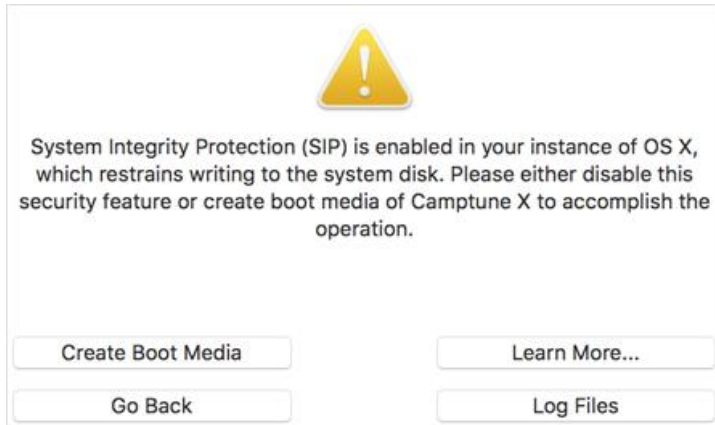 System Integrity Protection (SIP) is enabled in your instance of OS X,
which restrains writing to the system disk. Please either disable this
security feature or create boot media of Camptune X to accomplish the
operation.
Create Boot Media
Learn More...
Go Back
Log Files